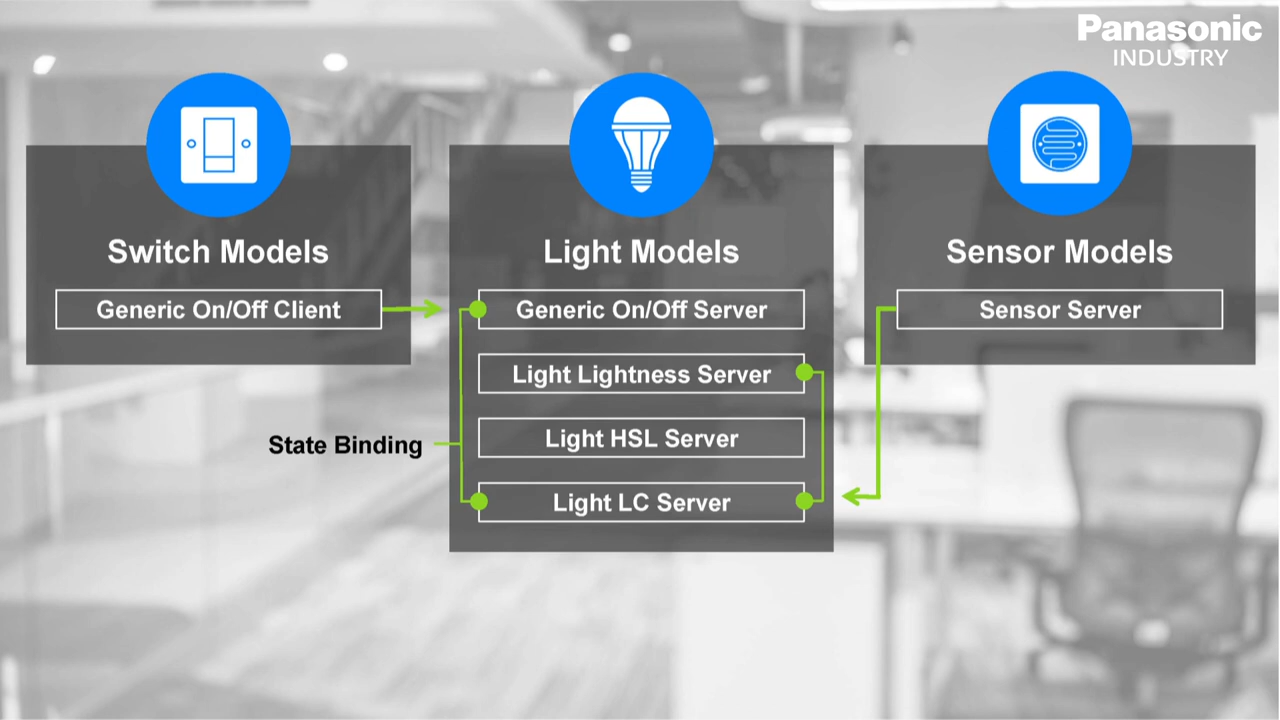 Panasonic
INDUSTRY
Switch Models
Generic On/Off Client
Light Models
Generic On/Off Server
Light Lightness Server
Light HSL Server
Light LC Server
State Binding
Sensor Models
Sensor Server